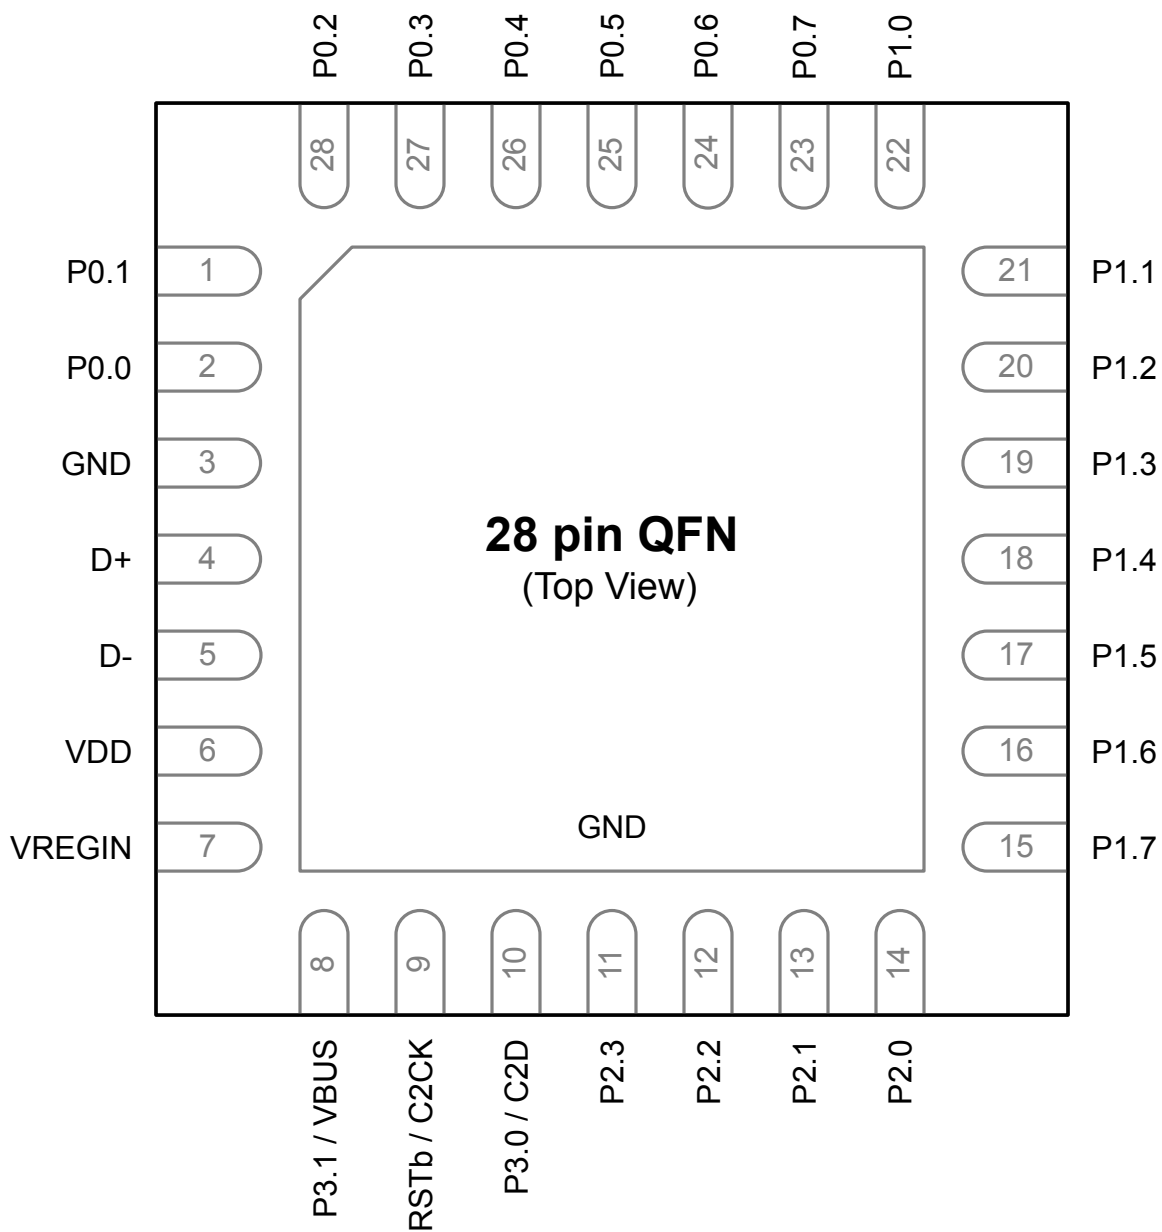 P0.2
P0.3
P0.4
P0.5
P0.6
P0.7
P1.0
28
27
26
25
24
23
22
P0.1 1
21 P1.1
P0.0 2
20 P1.2
GND 3
19 P1.3
D+ 4
18 P1.4
D- 5
17 P1.5
VDD 6
16 P1.6
VREGIN 7
15 P1.7
28 pin QFN
(Top View)
GND
8
9
10
11
12
13
14
P3.1 / VBUS
RSTb / C2CK
P3.0 / C2D
P2.3
P2.2
P2.1
P2.0